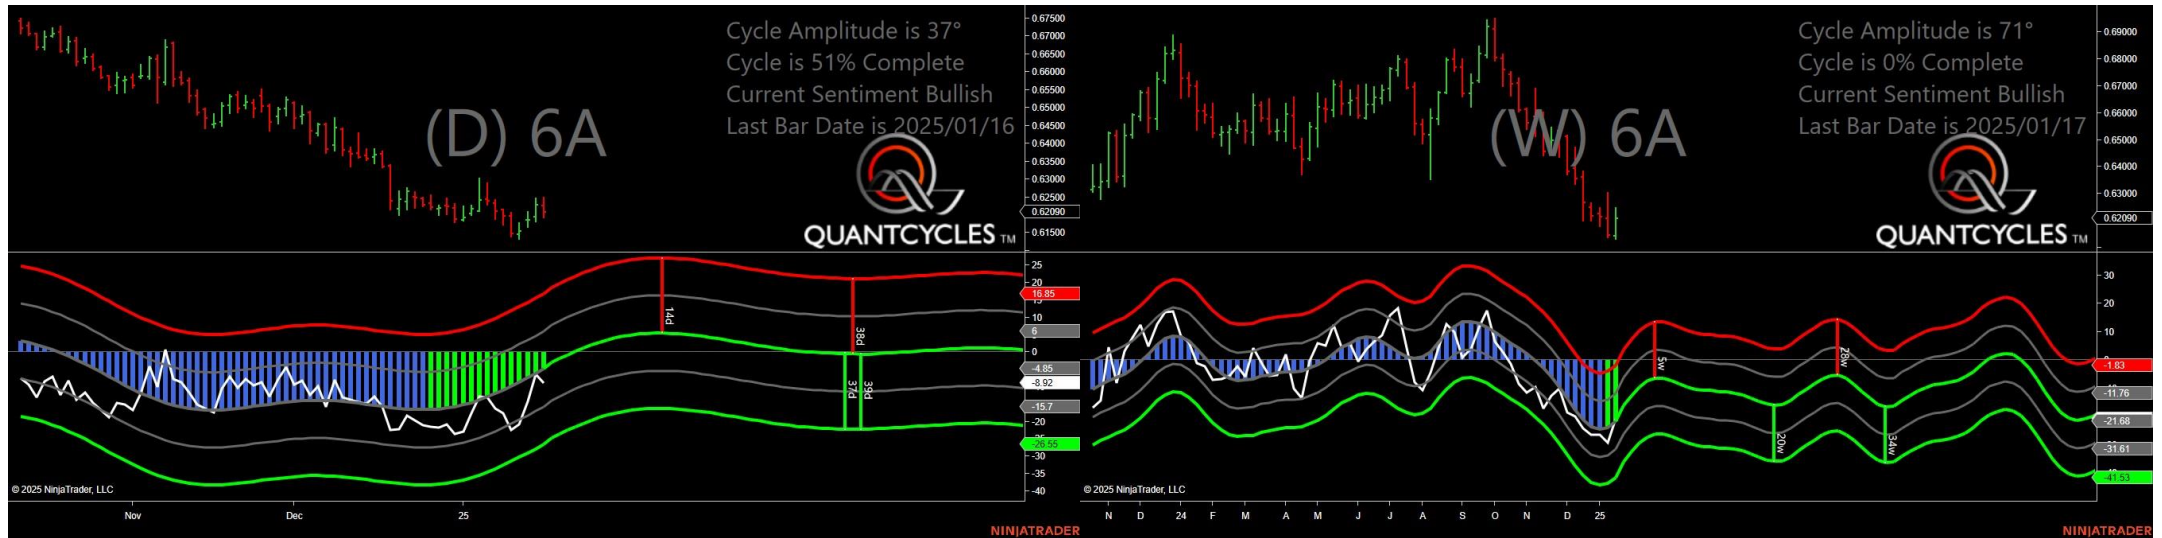 Cycle Amplitude is 37°
Cycle is 51% Complete
Current Sentiment Bullish
Last Bar Date is 2025/01/16
(D) 6A
QUANTCYCLES TM
0.67500
0.67000
0.66500
0.66000
0.65500
0.65000
0.64500
0.64000
0.63500
0.63000
0.62500
0.62090
0.61500
25
20
16.85
15
10
6
0
-4.85
-8.92
-15.7
-20
-26.55
-30
-35
-40
14d
38d
37d
39d
© 2025 NinjaTrader, LLC
Nov
Dec
25
NINJATRADER
Cycle Amplitude is 71°
Cycle is 0% Complete
Current Sentiment Bullish
Last Bar Date is 2025/01/17
(W) 6A
QUANTCYCLES TM
0.69000
0.68000
0.67000
0.66000
0.65000
0.64000
0.63000
0.62090
30
20
10
-1.83
-11.76
-21.68
-31.61
-41.53
5w
28w
20w
34w
© 2025 NinjaTrader, LLC
N D 24 F M A M J J A S O N D 25
NINJATRADER